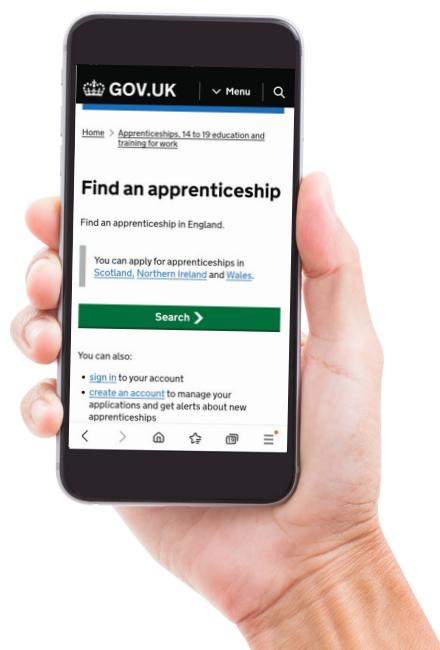 GOV.UK Menu
Home > Apprenticeships, 14 to 19 education and
training for work
Find an apprenticeship
Find an apprenticeship in England.
You can apply for apprenticeships in
Scotland, Northern Ireland and Wales.
Search
You can also:
• sign in to your account
• create an account to manage your
applications and get alerts about new
apprenticeships